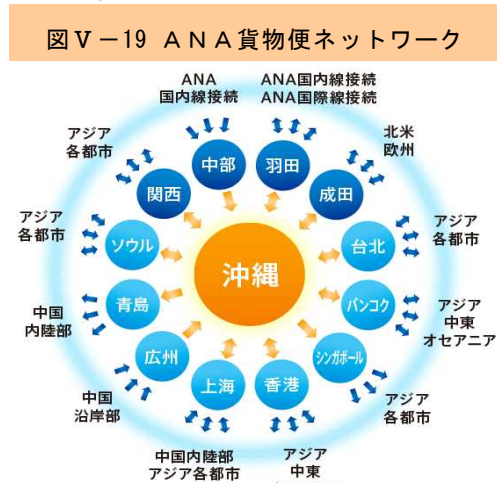 図Ⅴ－19 ＡＮＡ貨物便ネットワーク
ANA
国内線接続
ANA国内線接続
ANA国際線接続
アジア
各都市
北米
欧州
中部
羽田
関西
成田
アジア
各都市
ソウル
台北
アジア
各都市
沖縄
中国
内陸部
青島
バンコク
アジア
中東
オセアニア
広州
シンガポール
中国
沿岸部
上海
香港
アジア
各都市
中国内陸部
アジア各都市
アジア
中東